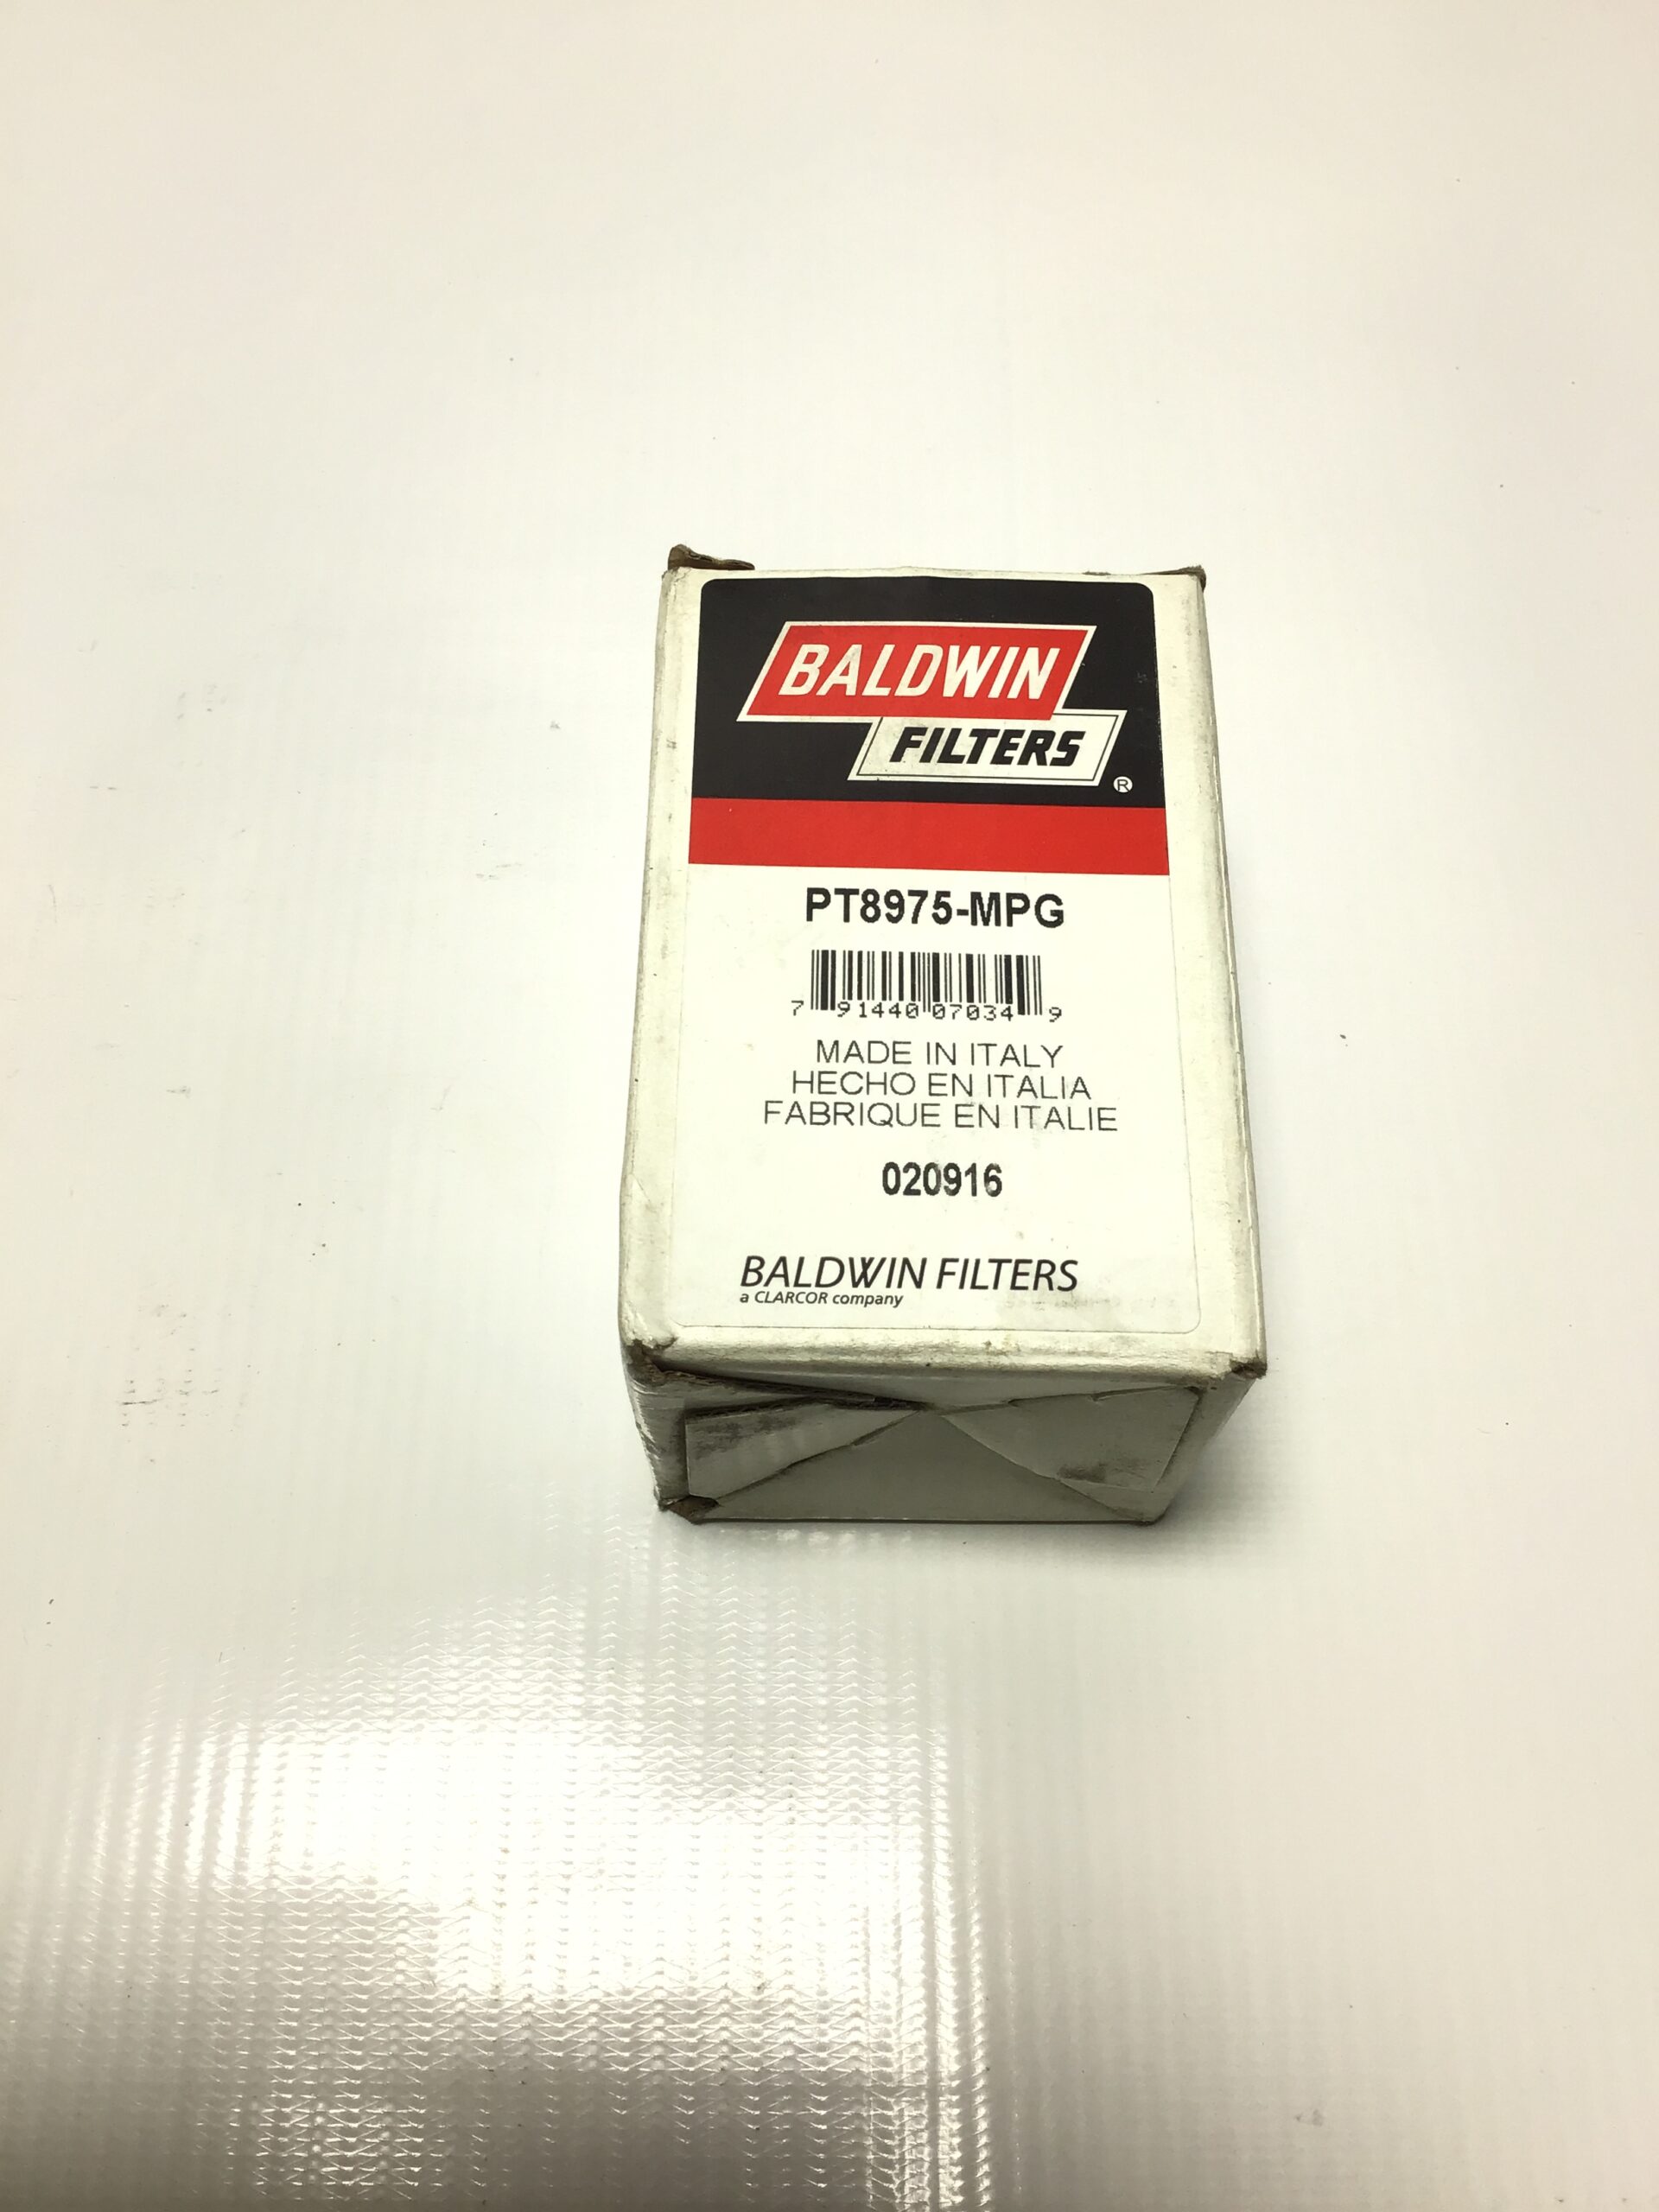 BALDWIN
FILTERS
®
PT8975-MPG
7 91440 07034 9
MADE IN ITALY
HECHO EN ITALIA
FABRIQUE EN ITALIE
020916
BALDWIN FILTERS
a CLARCOR company